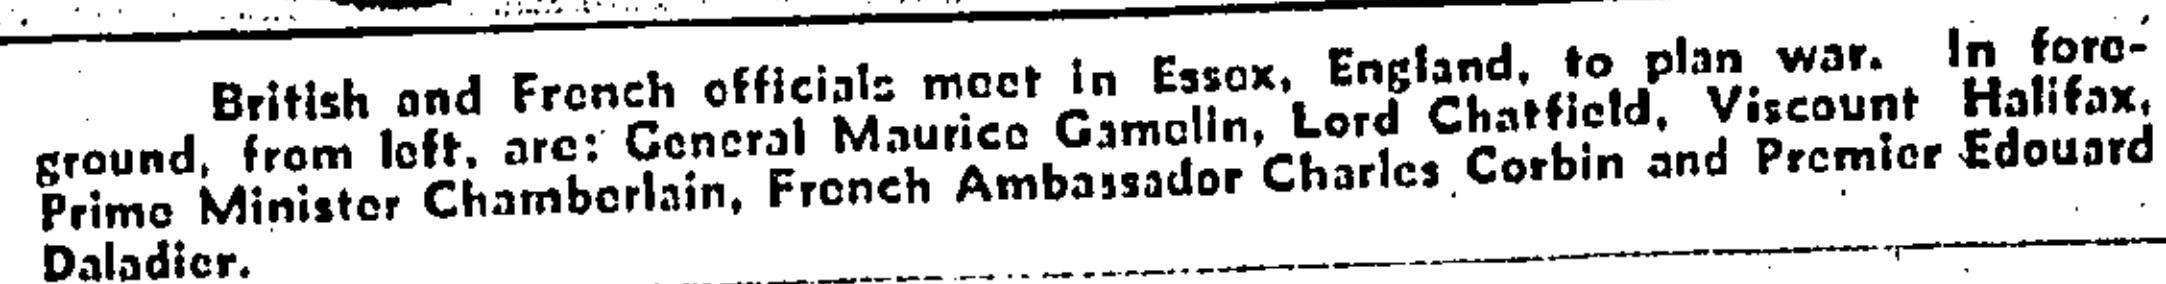 British and French officials meet in Essex, England, to plan war. In fore-
ground, from left, are: General Maurice Gamelin, Lord Chatfield, Viscount Halifax,
Prime Minister Chamberlain, French Ambassador Charles Corbin and Premier Edouard
Daladier.